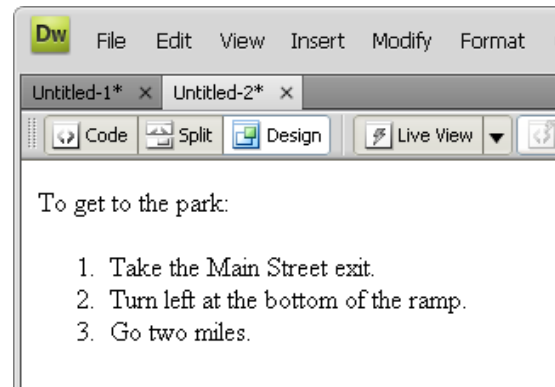 Dw File Edit View Insert Modify Format
Untitled-1* × Untitled-2* ×
Code Split Design Live View
To get to the park:
1. Take the Main Street exit.
2. Turn left at the bottom of the ramp.
3. Go two miles.